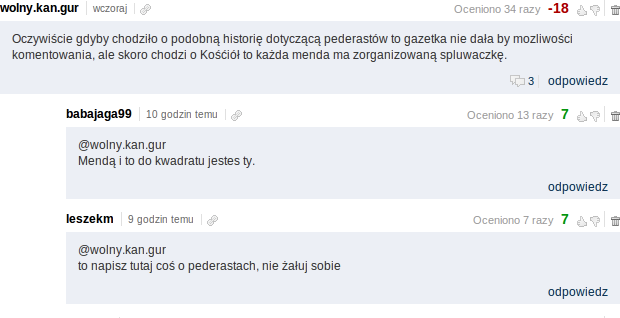 wolny.kan.gur wczoraj Oceniono 34 razy -18
Oczywiście gdyby chodziło o podobną historię dotyczącą pederastów to gazetka nie dała by mozliwości
komentowania, ale skoro chodzi o Kośćiół to każda menda ma zorganizowaną spluwaczkę.
3 odpowiedz
babajaga99 10 godzin temu Oceniono 13 razy 7
@wolny.kan.gur
Mendą i to do kwadratu jestes ty.
odpowiedz
leszekm 9 godzin temu Oceniono 7 razy 7
@wolny.kan.gur
to napisz tutaj coś o pederastach, nie żałuj sobie
odpowiedz